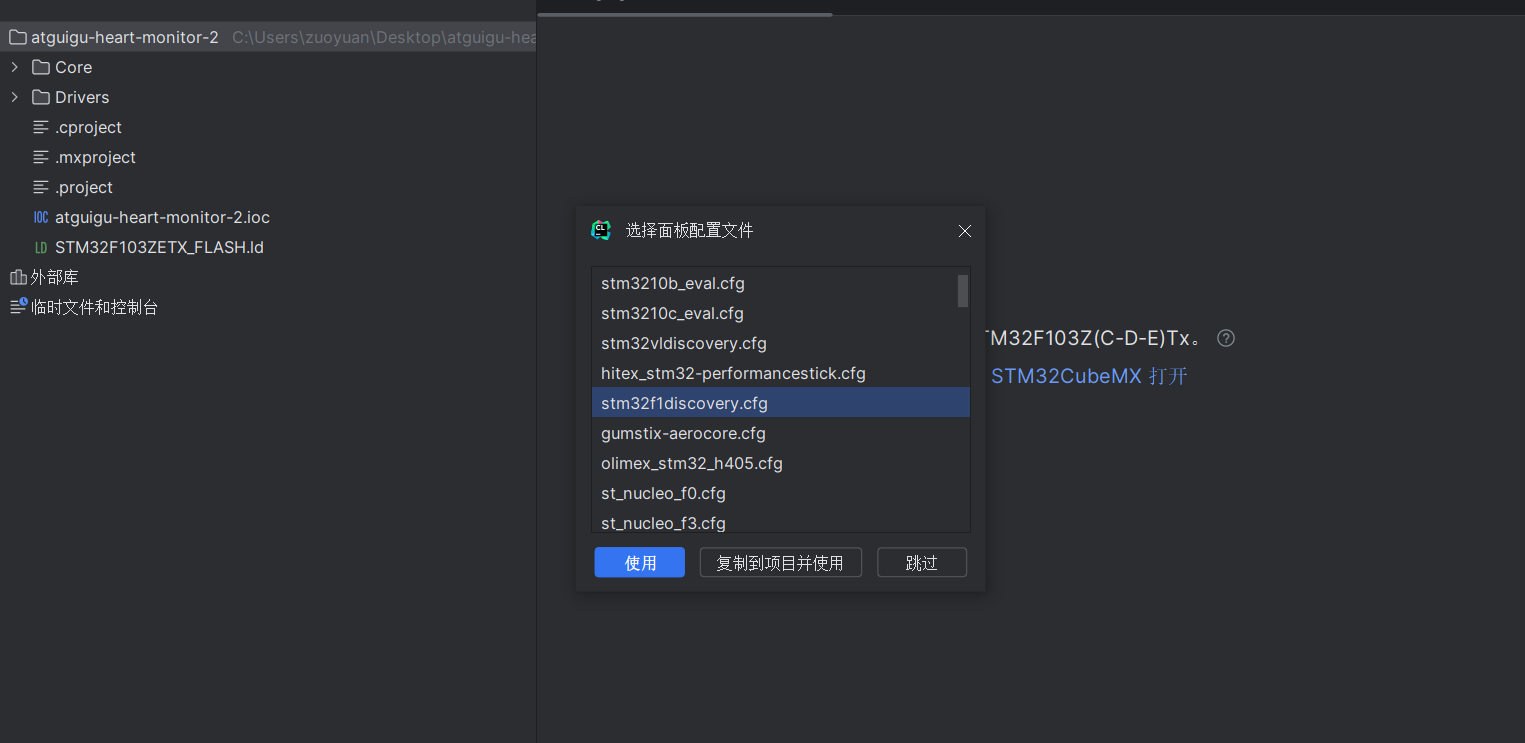 atguigu-heart-monitor-2 C:\Users\zuoyuan\Desktop\atguigu-hea
Core
Drivers
.cproject
.mxproject
.project
IOC atguigu-heart-monitor-2.ioc
LD STM32F103ZETX_FLASH.ld
外部库
临时文件和控制台
CL 选择面板配置文件
stm3210b_eval.cfg
stm3210c_eval.cfg
stm32vldiscovery.cfg
hitex_stm32-performancestick.cfg
stm32f1discovery.cfg
gumstix-aerocore.cfg
olimex_stm32_h405.cfg
st_nucleo_f0.cfg
st_nucleo_f3.cfg
使用 复制到项目并使用 跳过
TM32F103Z(C-D-E)Tx。 ?
STM32CubeMX 打开